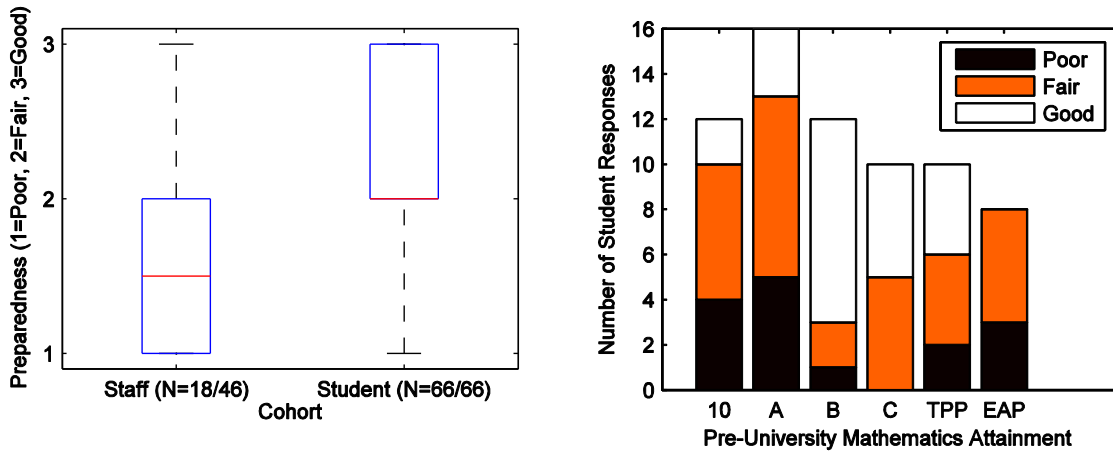 Preparedness (1=Poor, 2=Fair, 3=Good)
3
2
1
Staff (N=18/46)
Student (N=66/66)
Cohort
Number of Student Responses
16
14
12
10
8
6
4
2
0
Poor
Fair
Good
10
A
B
C
TPP
EAP
Pre-University Mathematics Attainment